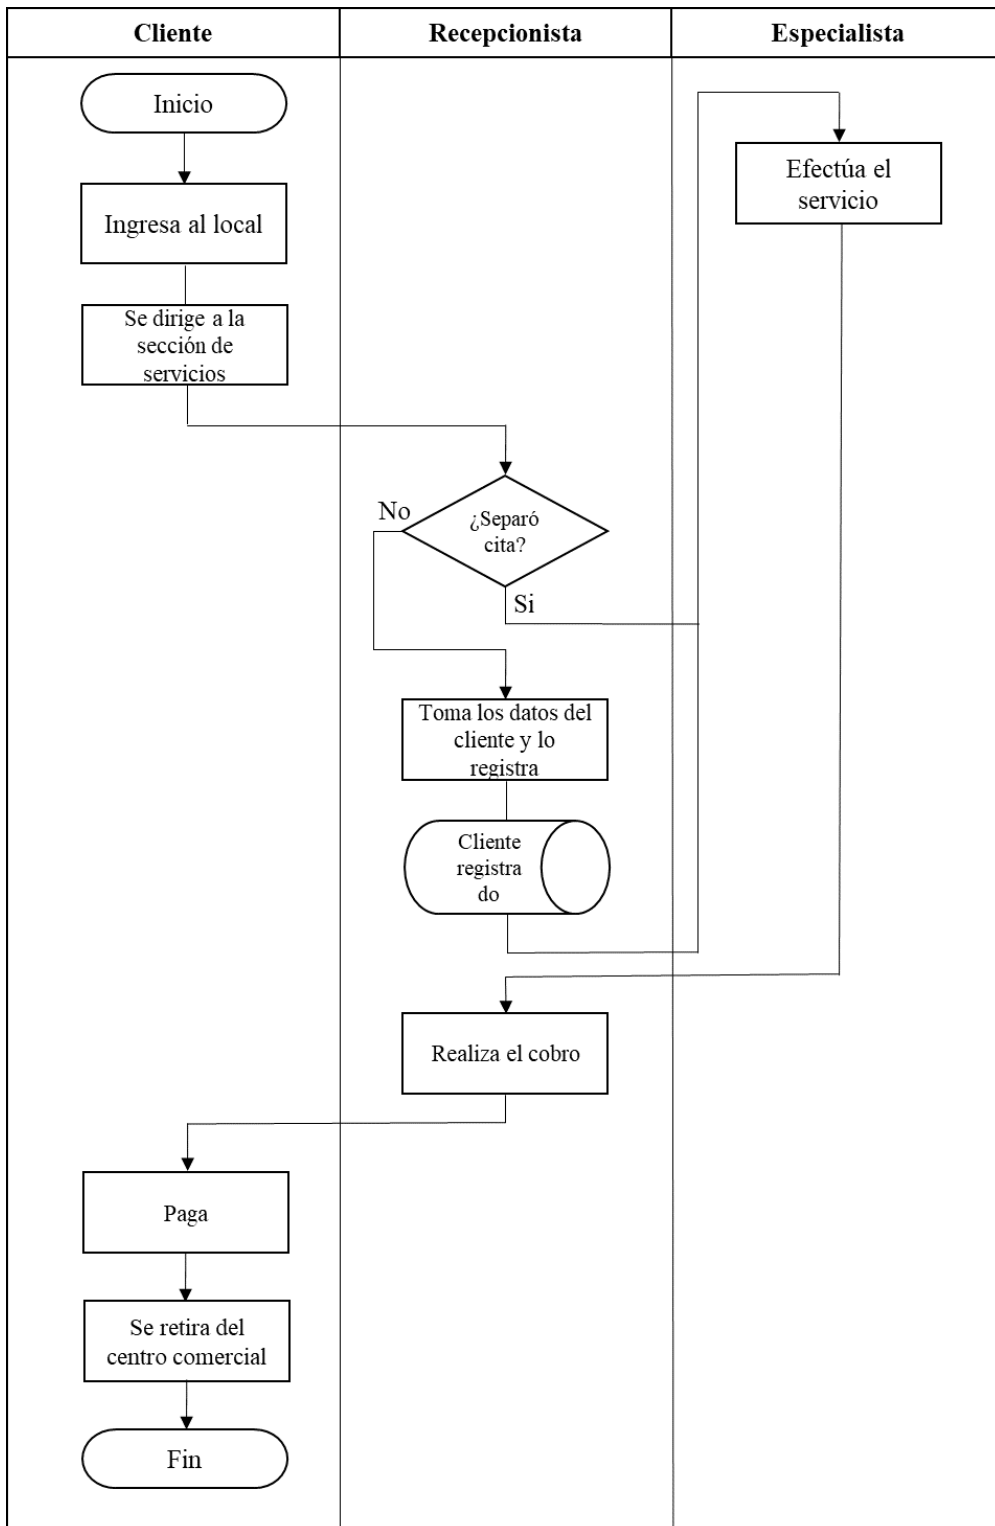 Cliente
Recepcionista
Especialista
Inicio
Efectúa el
servicio
Ingresa al local
Se dirige a la
sección de
servicios
No
¿Separó
cita?
Si
Toma los datos del
cliente y lo
registra
Cliente
registra
do
Realiza el cobro
Paga
Se retira del
centro comercial
Fin